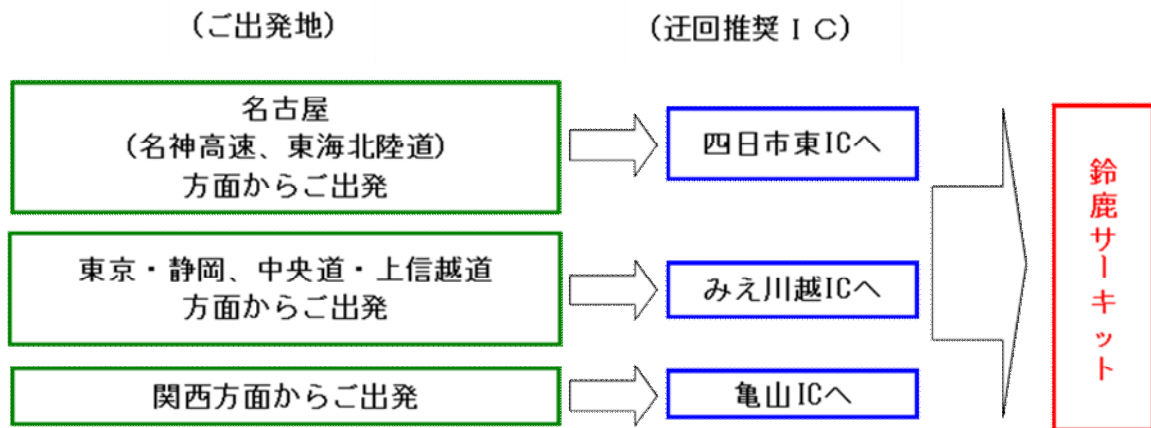 (ご出発地)
(迂回推奨ＩＣ)
名古屋
(名神高速、東海北陸道)
方面からご出発
四日市東ICへ
東京・静岡、中央道・上信越道
方面からご出発
みえ川越ICへ
関西方面からご出発
亀山ICへ
鈴鹿サーキット